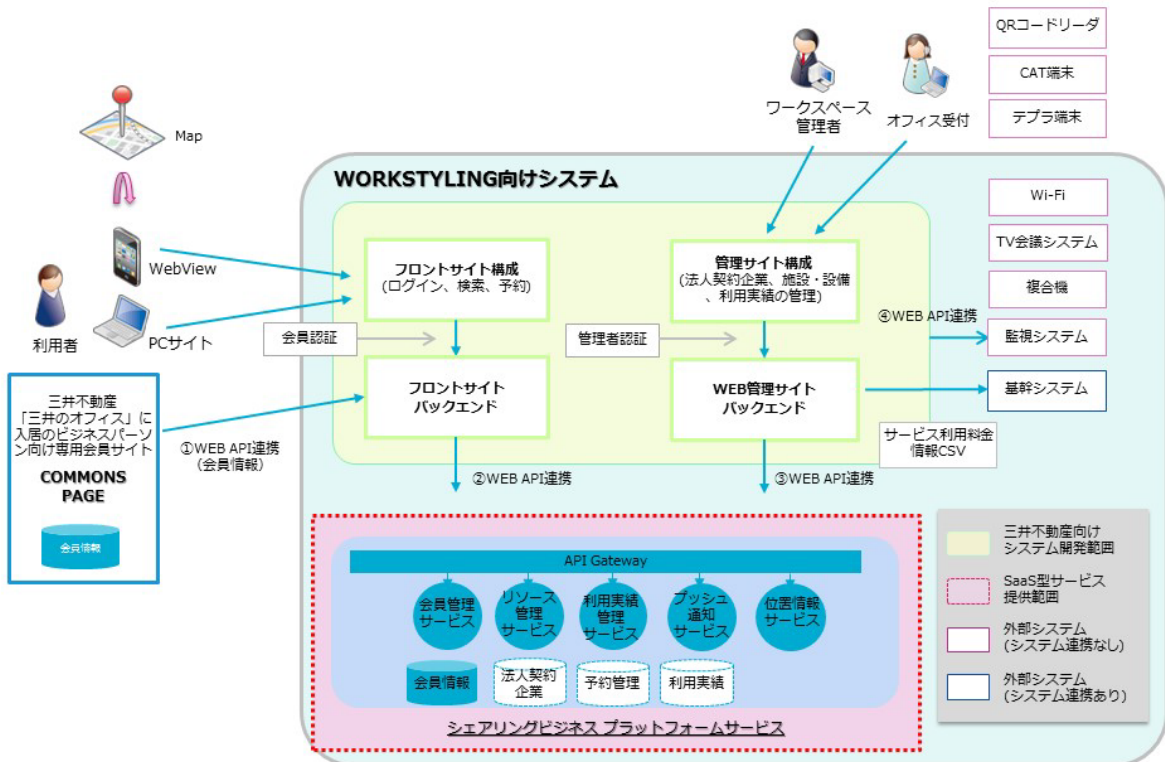 QRコードリーダ
CAT端末
テプラ端末
ワークスペース
管理者
オフィス受付
Map
WORKSTYLING向けシステム
Wi-Fi
TV会議システム
複合機
監視システム
基幹システム
WebView
利用者
PCサイト
フロントサイト構成
(ログイン、検索、予約)
管理サイト構成
(法人契約企業、施設・設備
、利用実績の管理)
④WEB API連携
会員認証
管理者認証
フロントサイト
バックエンド
WEB管理サイト
バックエンド
サービス利用料金
情報CSV
三井不動産
「三井のオフィス」に
入居のビジネスパーソ
ン向け専用会員サイト
COMMONS
PAGE
会員情報
①WEB API連携
(会員情報)
②WEB API連携
③WEB API連携
API Gateway
会員管理
サービス
リソース
管理
サービス
利用実績
管理
サービス
プッシュ
通知
サービス
位置情報
サービス
会員情報
法人契約
企業
予約管理
利用実績
シェアリングビジネス プラットフォームサービス
三井不動産向け
システム開発範囲
SaaS型サービス
提供範囲
外部システム
(システム連携なし)
外部システム
(システム連携あり)